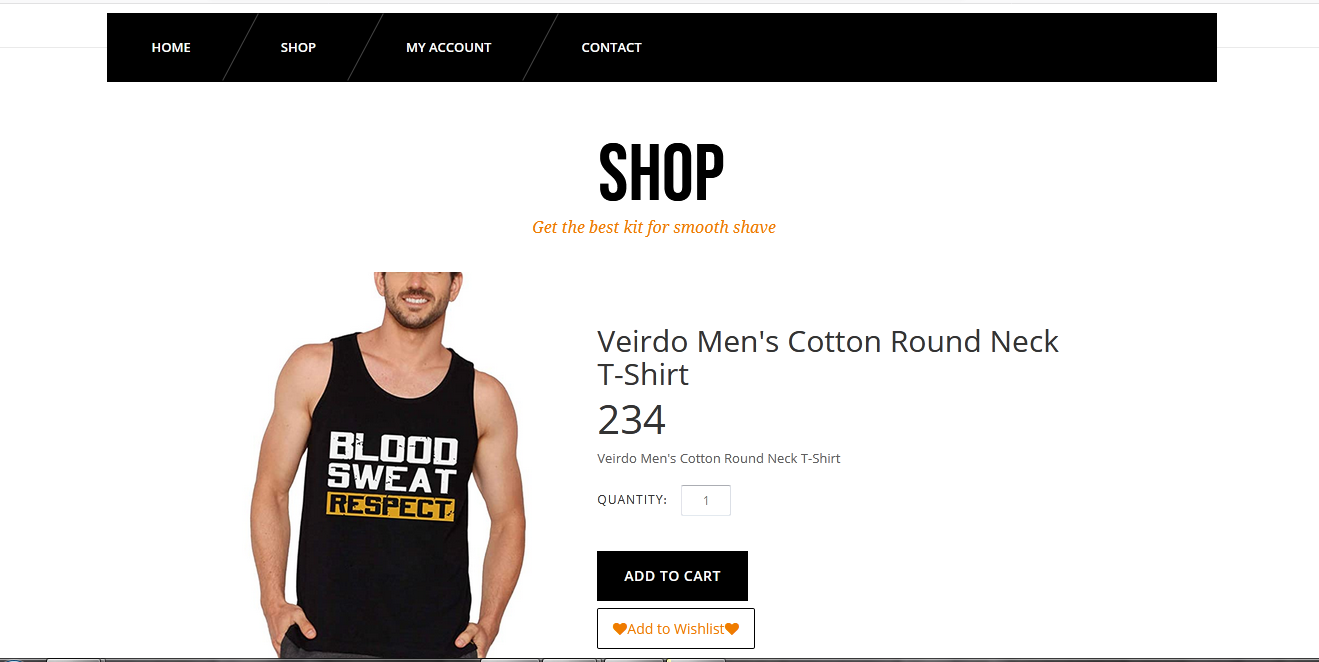 HOME
SHOP
MY ACCOUNT
CONTACT
SHOP
Get the best kit for smooth shave
BLOOD
SWEAT
RESPECT
Veirdo Men's Cotton Round Neck
T-Shirt
234
Veirdo Men's Cotton Round Neck T-Shirt
QUANTITY: 1
ADD TO CART
Add to Wishlist